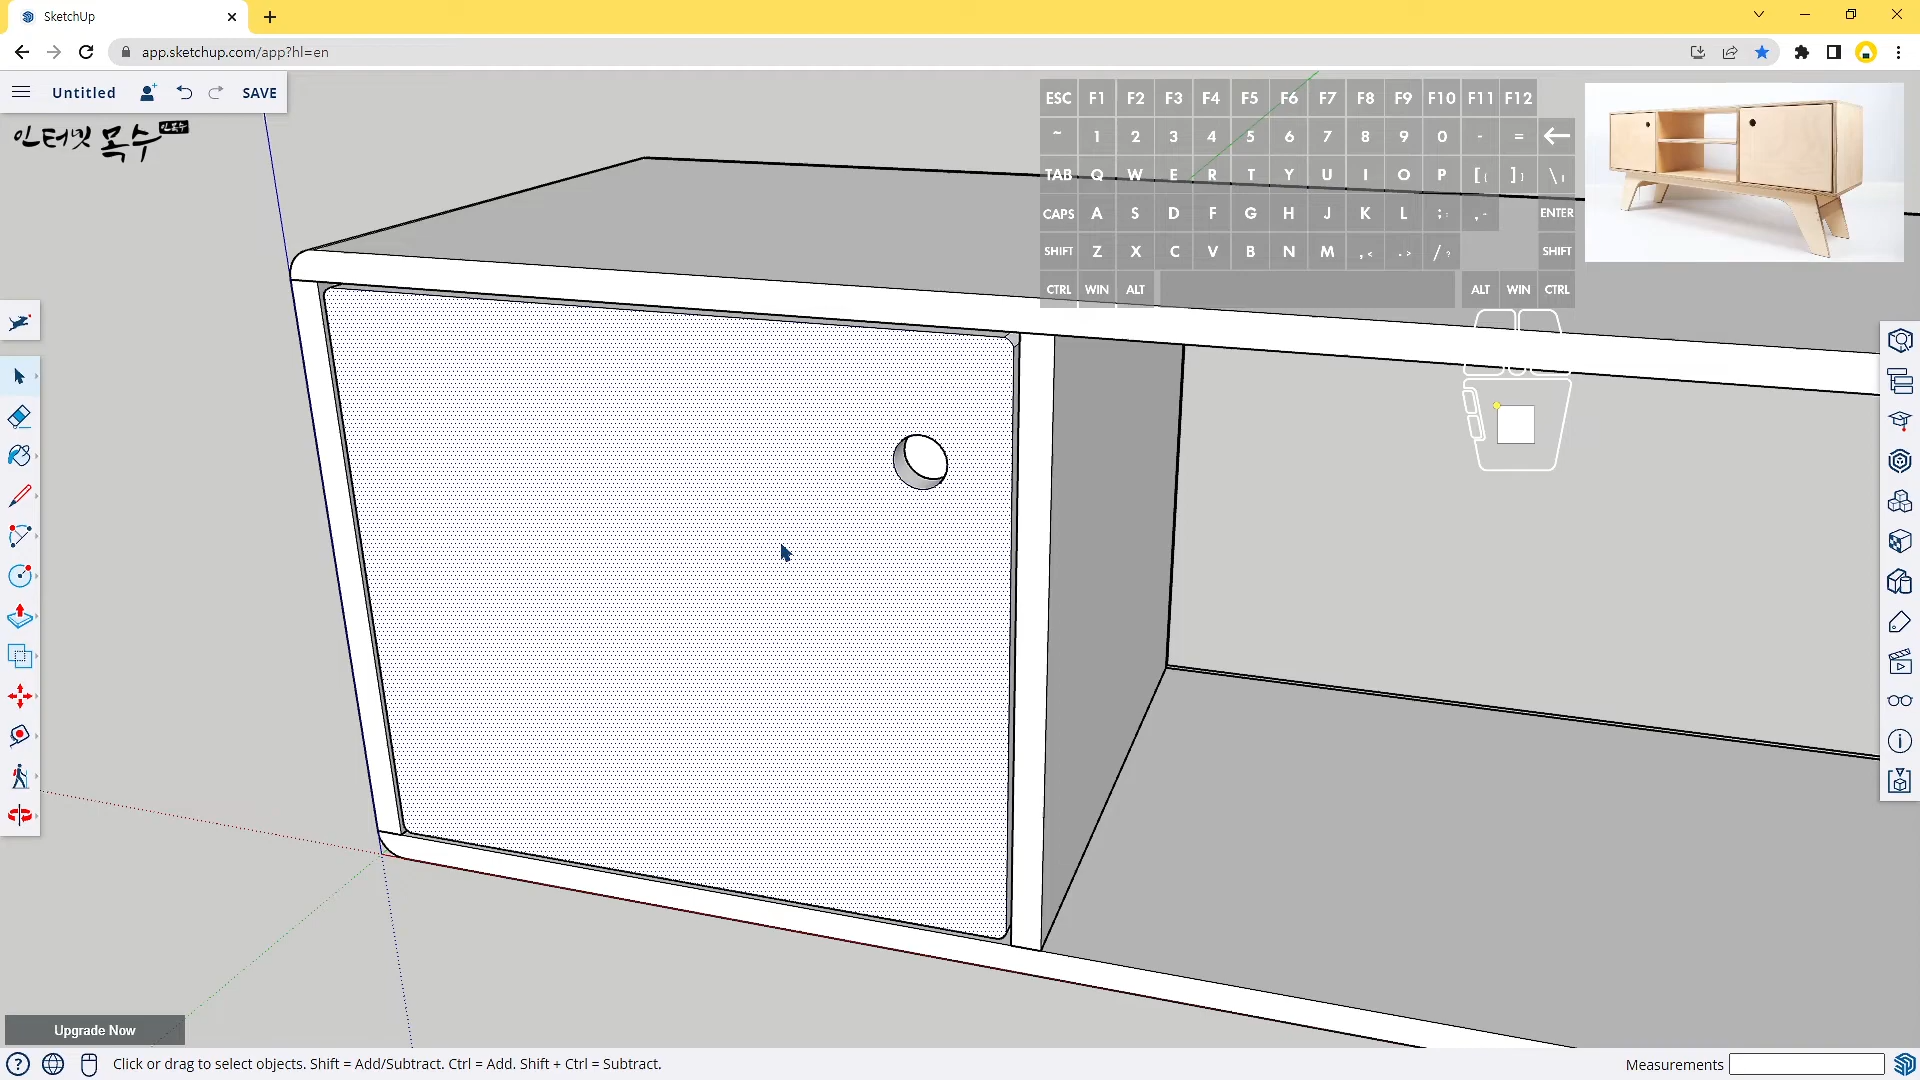 SketchUp
app.sketchup.com/app?hl=en
Untitled
SAVE
인터넷 목수
ESC F1 F2 F3 F4 F5 F6 F7 F8 F9 F10 F11 F12
~ 1 2 3 4 5 6 7 8 9 0 - =
TAB Q W E R T Y U I O P [{ ]} \|
CAPS A S D F G H J K L ;: ENTER
SHIFT Z X C V B N M ,< .> /? SHIFT
CTRL WIN ALT ALT WIN CTRL
Upgrade Now
Click or drag to select objects. Shift = Add/Subtract. Ctrl = Add. Shift + Ctrl = Subtract.
Measurements